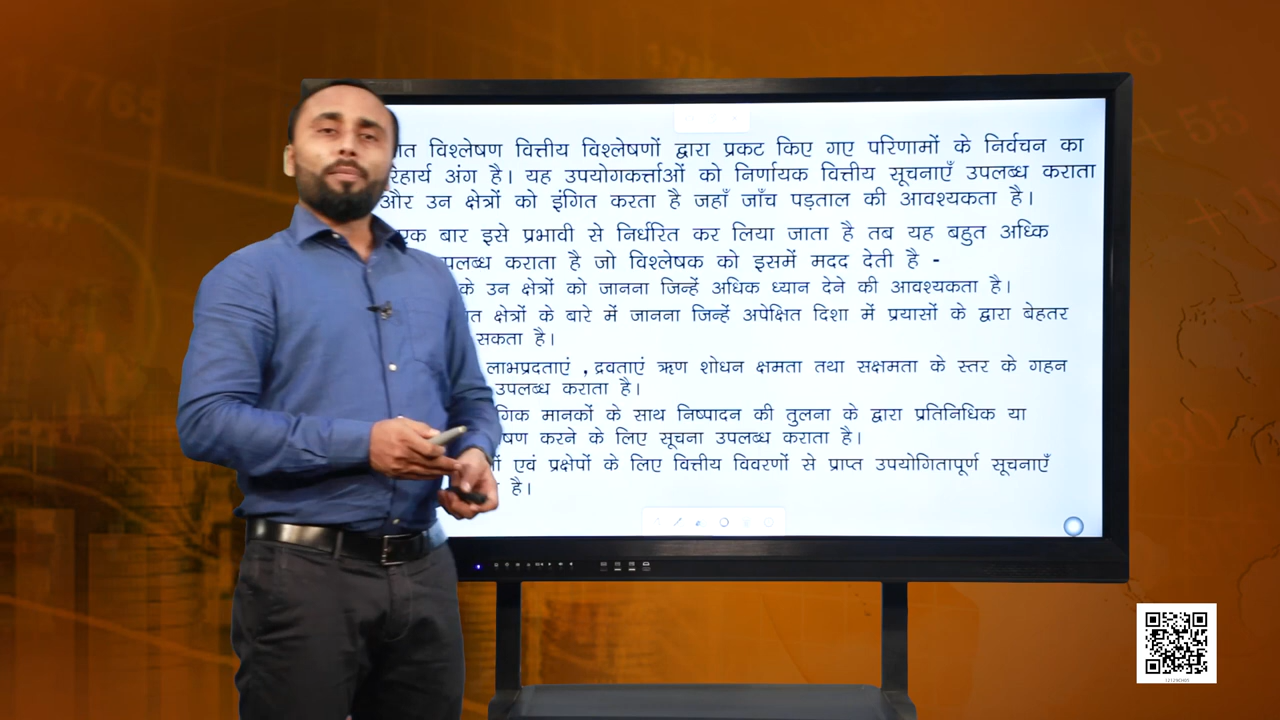 विश्लेषण वित्तीय विश्लेषणों द्वारा प्रकट किए गए परिणामों के निर्वचन का
अंग है। यह उपयोगकर्त्ताओं को निर्णायक वित्तीय सूचनाएँ उपलब्ध कराता
और उन क्षेत्रों को इंगित करता है जहाँ जाँच पड़ताल की आवश्यकता है।
एक बार इसे प्रभावी से निर्धरित कर लिया जाता है तब यह बहुत अध्कि
कराता है जो विश्लेषक को इसमें मदद देती है -
के उन क्षेत्रों को जानना जिन्हें अधिक ध्यान देने की आवश्यकता है।
क्षेत्रों के बारे में जानना जिन्हें अपेक्षित दिशा में प्रयासों के द्वारा बेहतर
सकता है।
लाभप्रदताएं , द्रवताएं ऋण शोधन क्षमता तथा सक्षमता के स्तर के गहन
उपलब्ध कराता है।
मानकों के साथ निष्पादन की तुलना के द्वारा प्रतिनिधिक या
करने के लिए सूचना उपलब्ध कराता है।
एवं प्रक्षेपों के लिए वित्तीय विवरणों से प्राप्त उपयोगितापूर्ण सूचनाएँ
है।